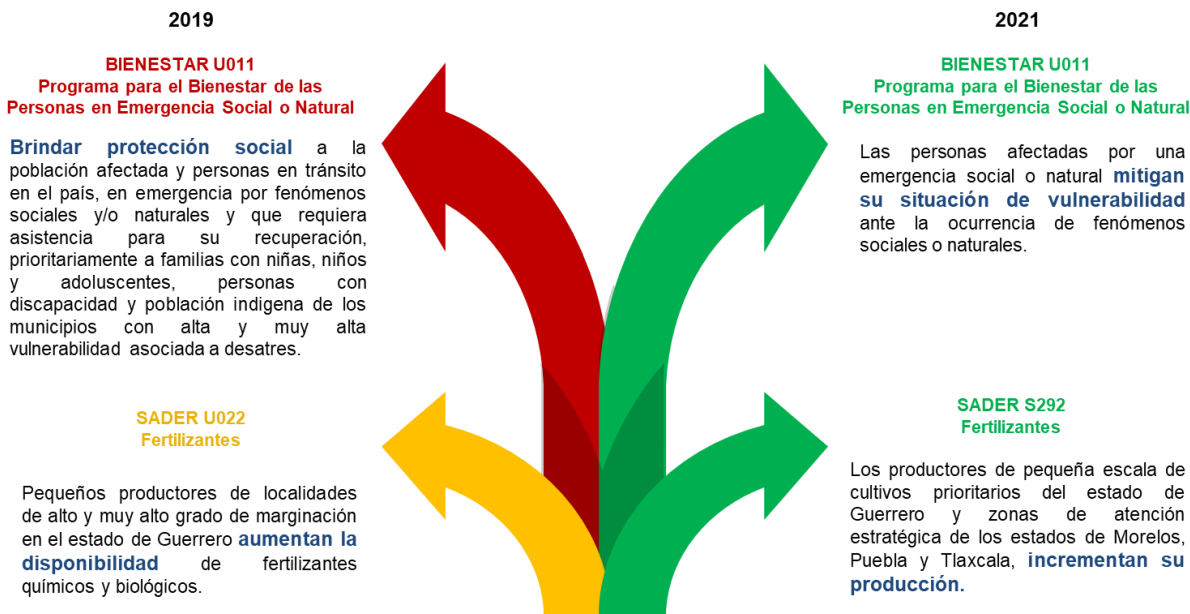 2019
BIENESTAR U011
Programa para el Bienestar de las
Personas en Emergencia Social o Natural
Brindar protección social a la
población afectada y personas en tránsito
en el país, en emergencia por fenómenos
sociales y/o naturales y que requiera
asistencia para su recuperación,
prioritariamente a familias con niñas, niños
y adoluscentes, personas con
discapacidad y población indigena de los
municipios con alta y muy alta
vulnerabilidad asociada a desatres.
SADER U022
Fertilizantes
Pequeños productores de localidades
de alto y muy alto grado de marginación
en el estado de Guerrero aumentan la
disponibilidad de fertilizantes
químicos y biológicos.
2021
BIENESTAR U011
Programa para el Bienestar de las
Personas en Emergencia Social o Natural
Las personas afectadas por una
emergencia social o natural mitigan
su situación de vulnerabilidad
ante la ocurrencia de fenómenos
sociales o naturales.
SADER S292
Fertilizantes
Los productores de pequeña escala de
cultivos prioritarios del estado de
Guerrero y zonas de atención
estratégica de los estados de Morelos,
Puebla y Tlaxcala, incrementan su
producción.